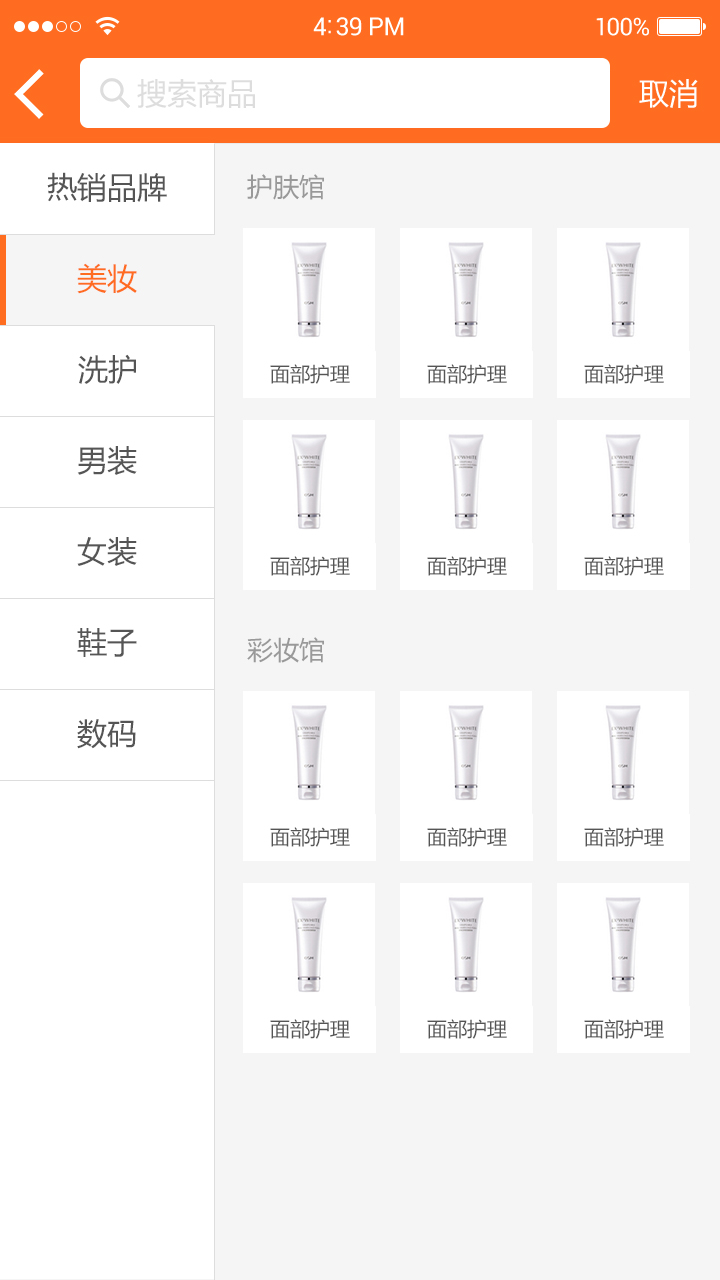 4:39 PM
100%
搜索商品
取消
热销品牌
美妆
洗护
男装
女装
鞋子
数码
护肤馆
面部护理 面部护理 面部护理
面部护理 面部护理 面部护理
彩妆馆
面部护理 面部护理 面部护理
面部护理 面部护理 面部护理